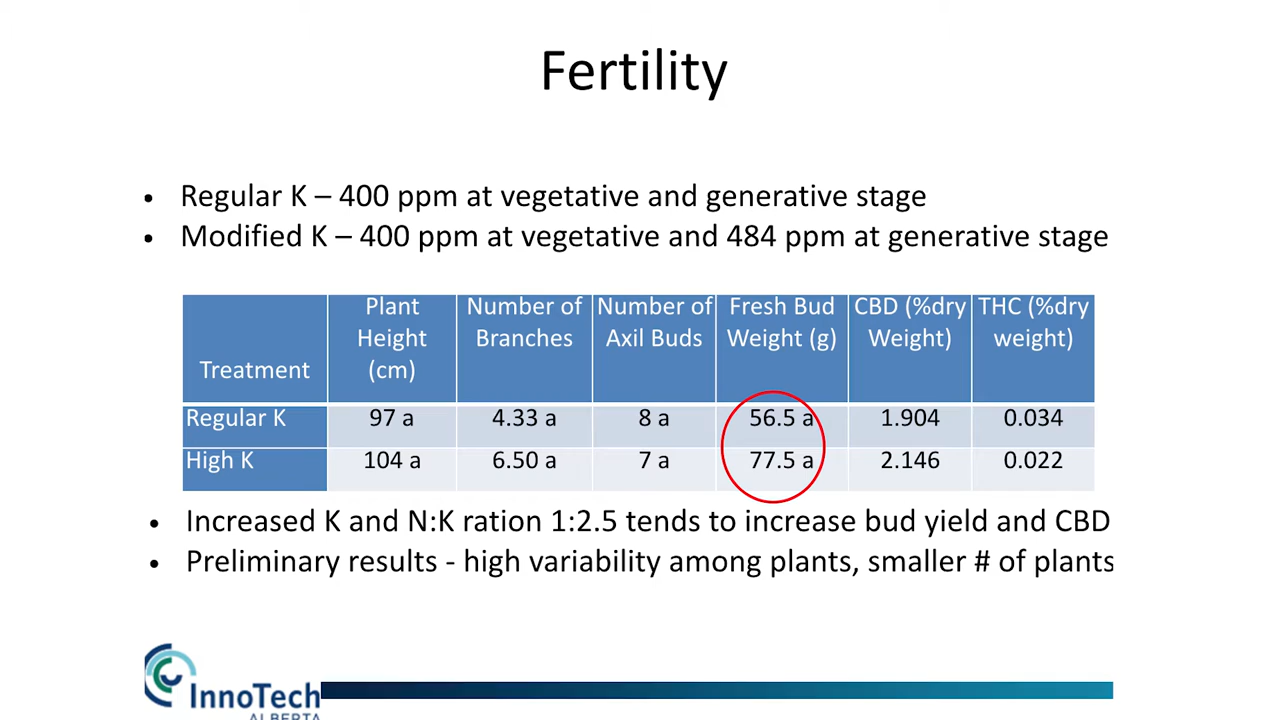 Fertility
• Regular K – 400 ppm at vegetative and generative stage
• Modified K – 400 ppm at vegetative and 484 ppm at generative stage
Treatment Plant Height (cm) Number of Branches Number of Axil Buds Fresh Bud Weight (g) CBD (%dry Weight) THC (%dry weight)
Regular K 97 a 4.33 a 8 a 56.5 a 1.904 0.034
High K 104 a 6.50 a 7 a 77.5 a 2.146 0.022
• Increased K and N:K ration 1:2.5 tends to increase bud yield and CBD
• Preliminary results - high variability among plants, smaller # of plants
InnoTech
ALBERTA